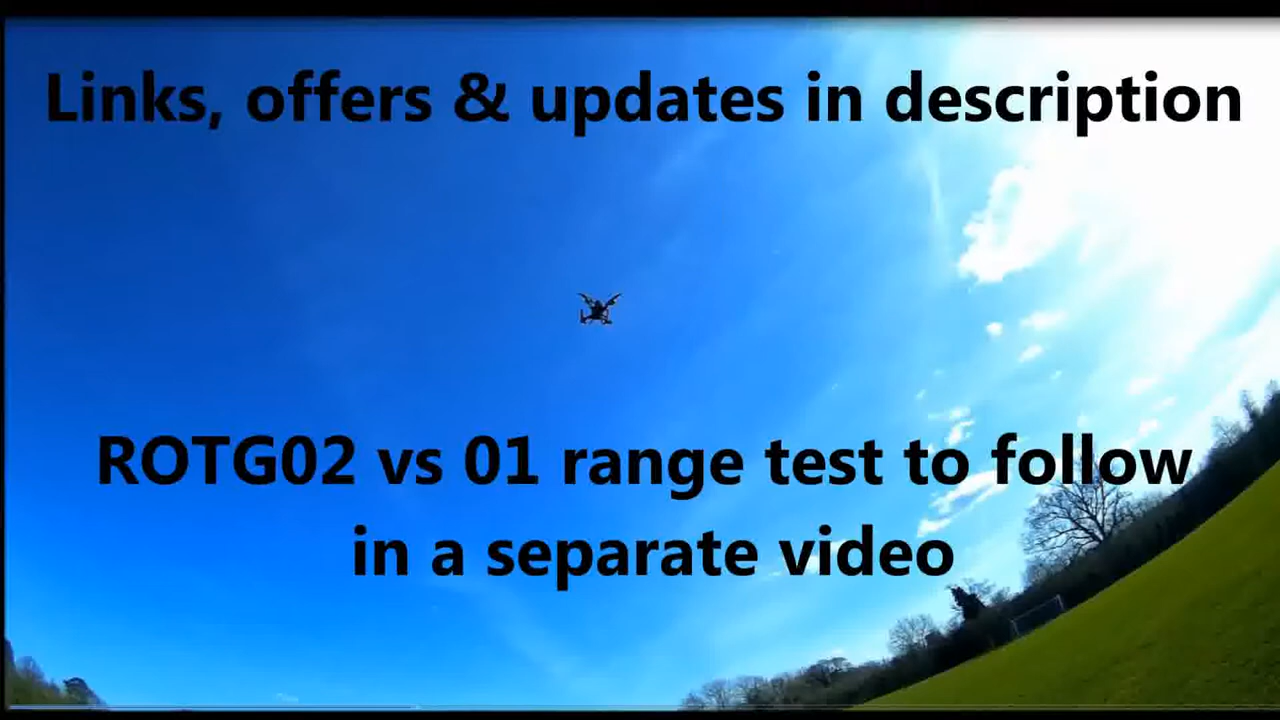 Links, offers & updates in description
ROTG02 vs 01 range test to follow
in a separate video